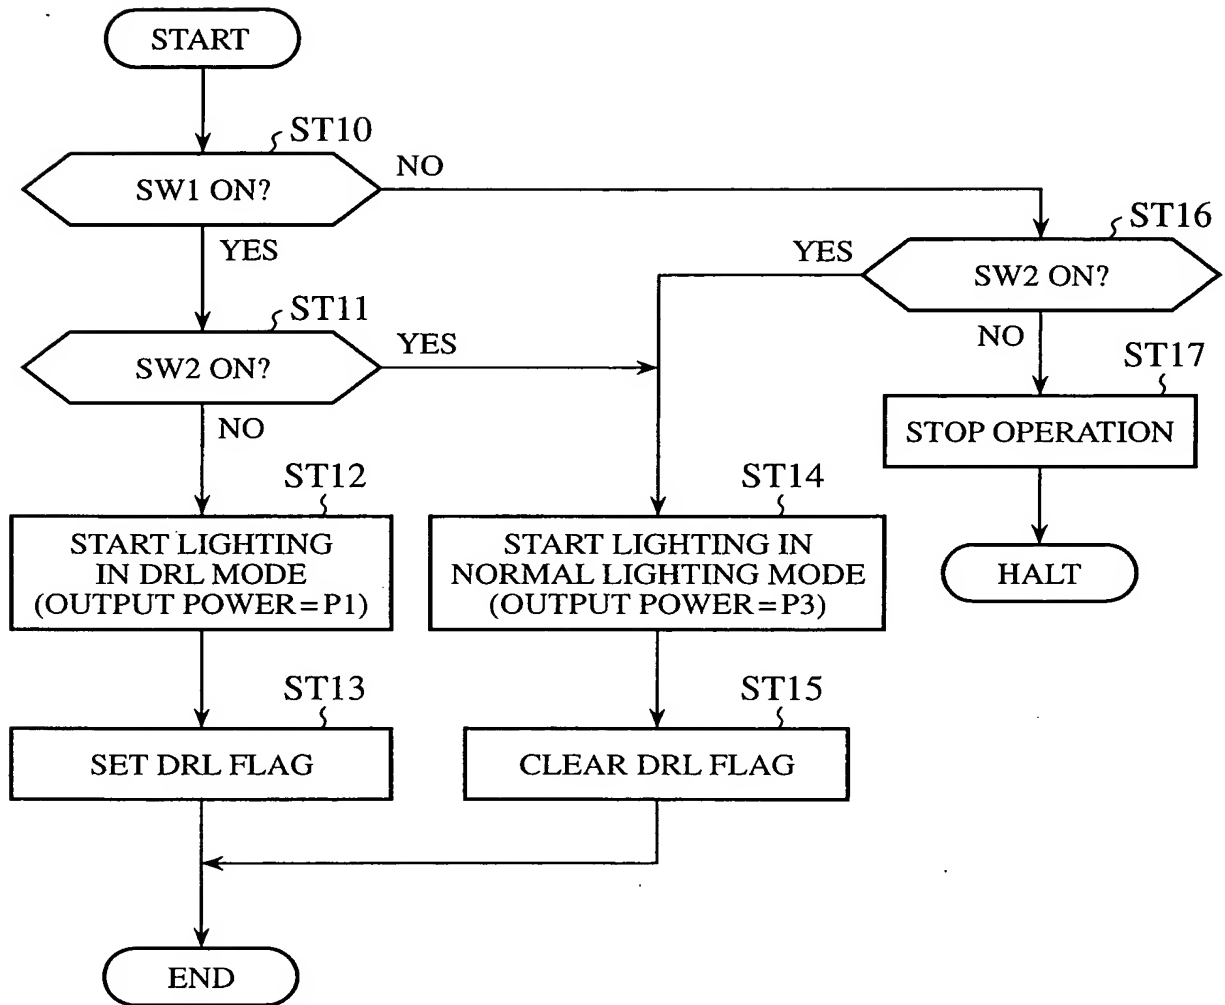 START
ST10
SW1 ON?
NO
YES
ST16
SW2 ON?
YES
NO
ST11
SW2 ON?
YES
NO
ST17
STOP OPERATION
HALT
ST12
START LIGHTING
IN DRL MODE
(OUTPUT POWER=P1)
ST14
START LIGHTING IN
NORMAL LIGHTING MODE
(OUTPUT POWER=P3)
ST13
SET DRL FLAG
ST15
CLEAR DRL FLAG
END